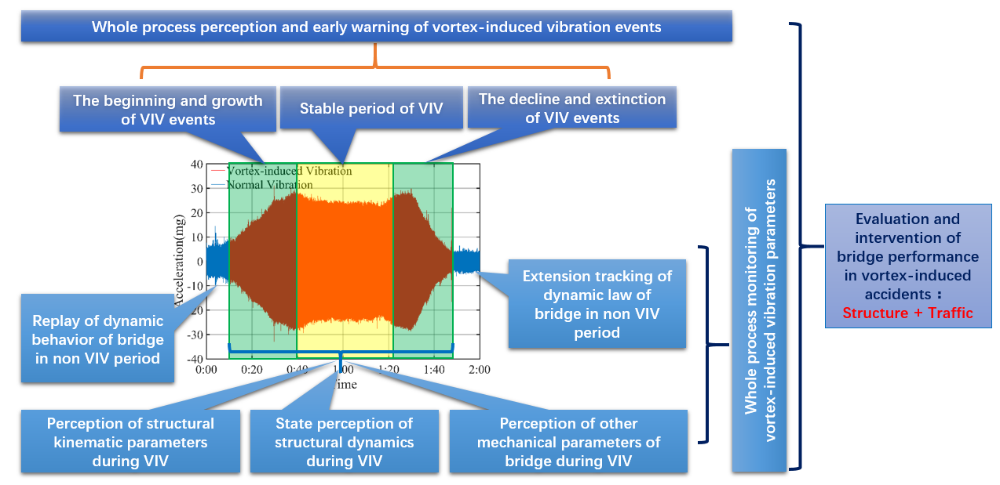 Whole process perception and early warning of vortex-induced vibration events
The beginning and growth
of VIV events
Stable period of VIV
The decline and extinction
of VIV events
Vortex-induced Vibration
Normal Vibration
Acceleration(mg)
40
30
20
10
0
-10
-20
-30
-40
0:00
0:20
0:40
1:00
1:20
1:40
2:00
Time
Replay of dynamic
behavior of bridge
in non VIV period
Extension tracking of
dynamic law of
bridge in non VIV
period
Perception of structural
kinematic parameters
during VIV
State perception of
structural dynamics
during VIV
Perception of other
mechanical parameters of
bridge during VIV
Whole process monitoring of
vortex-induced vibration parameters
Evaluation and
intervention of
bridge performance
in vortex-induced
accidents：
Structure + Traffic